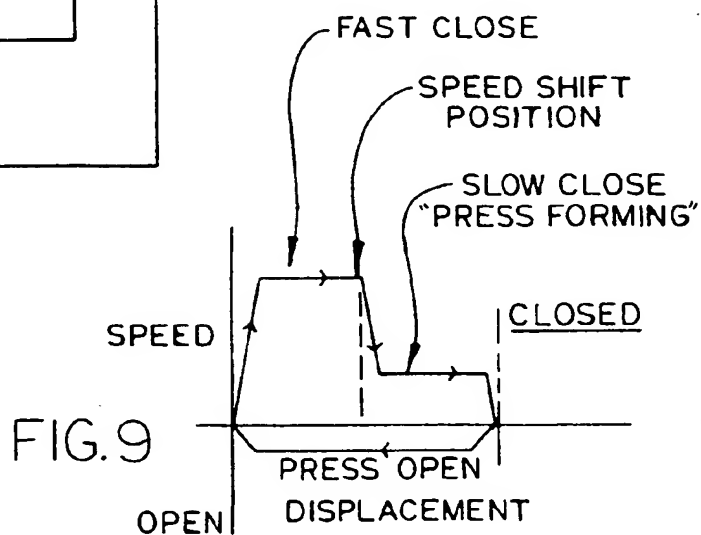 FAST CLOSE
SPEED SHIFT
POSITION
SLOW CLOSE
"PRESS FORMING"
CLOSED
SPEED
FIG. 9
PRESS OPEN
DISPLACEMENT
OPEN